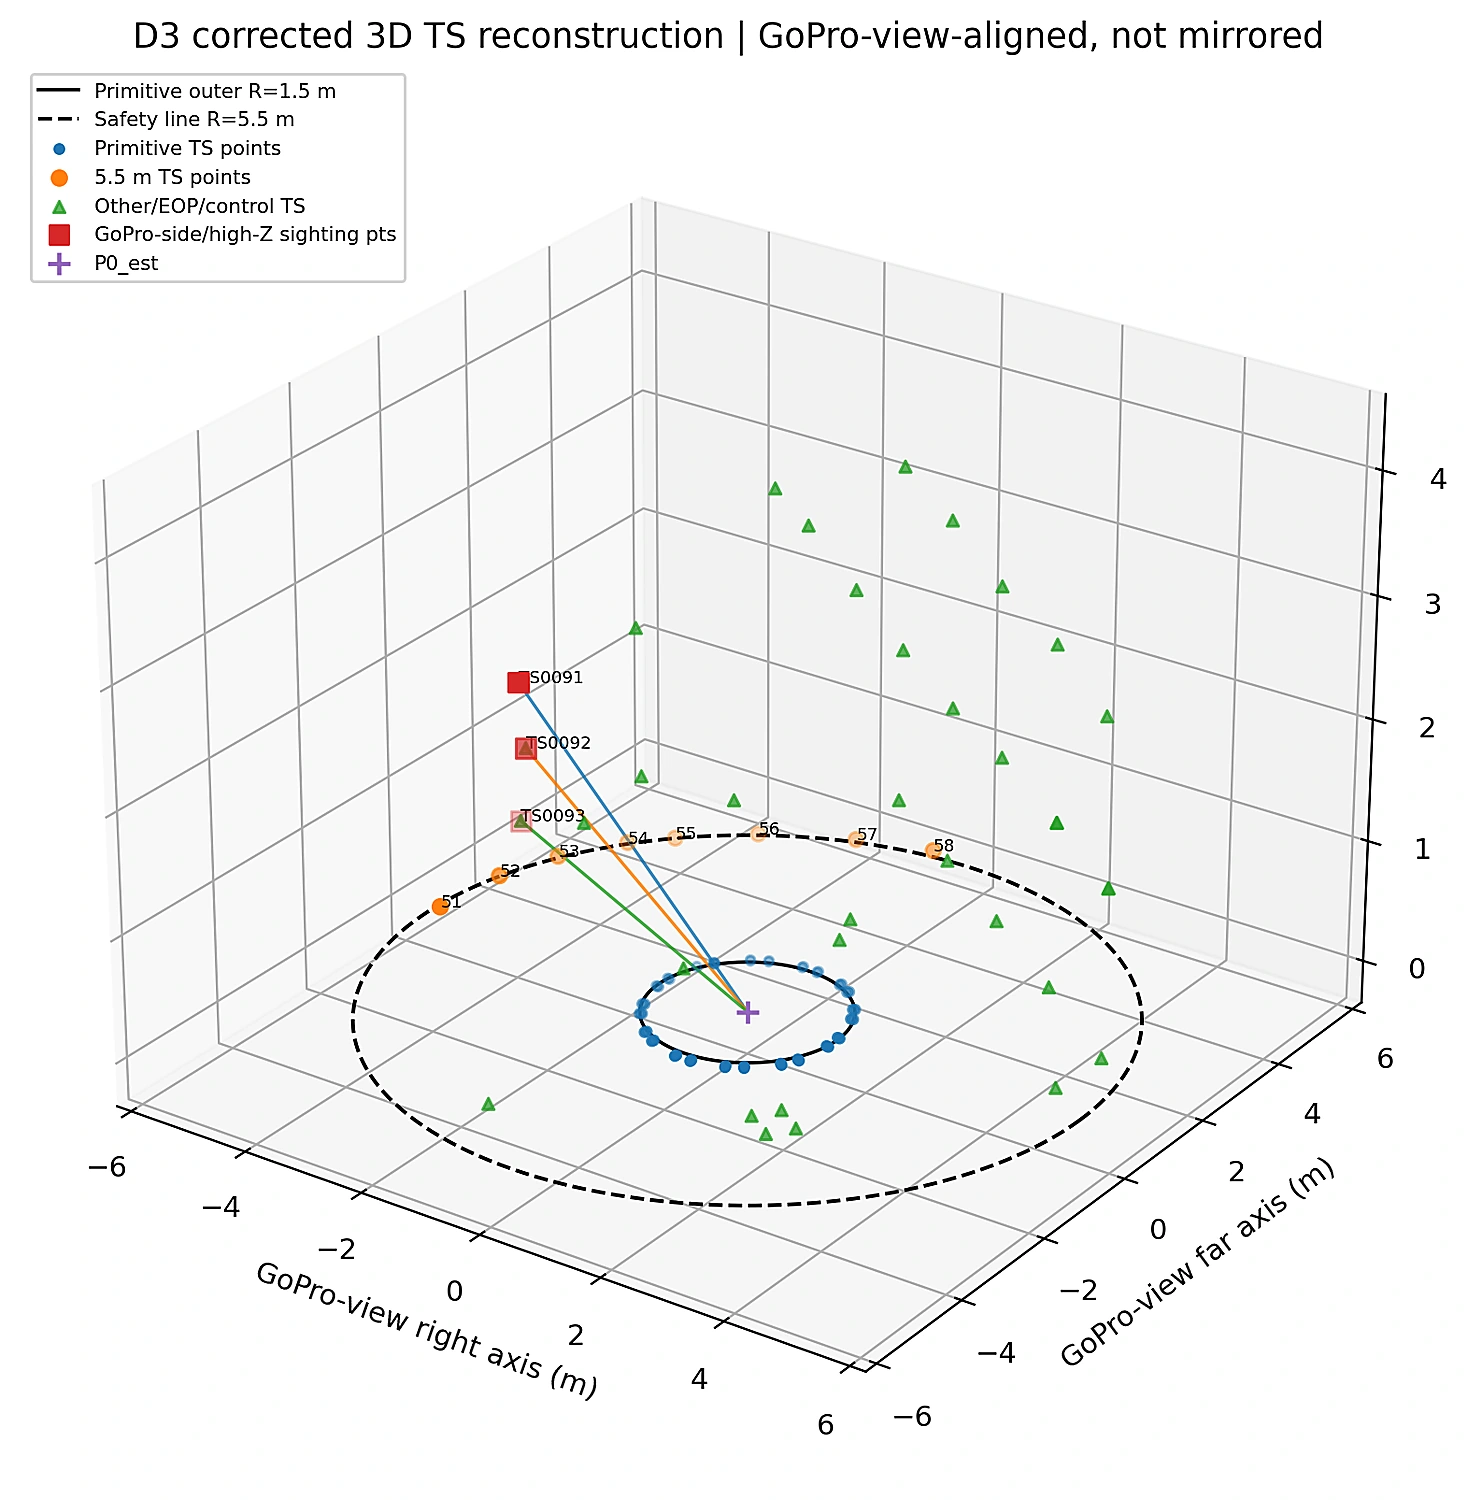 D3 corrected 3D TS reconstruction | GoPro-view-aligned, not mirrored
Primitive outer R=1.5 m
Safety line R=5.5 m
Primitive TS points
5.5 m TS points
Other/EOP/control TS
GoPro-side/high-Z sighting pts
P0_est
TS0091
TS0092
TS0093
51
52
53
54
55
56
57
58
4
3
2
1
0
−6
−4
−2
0
2
4
6
GoPro-view right axis (m)
6
4
2
0
−2
−4
−6
GoPro-view far axis (m)